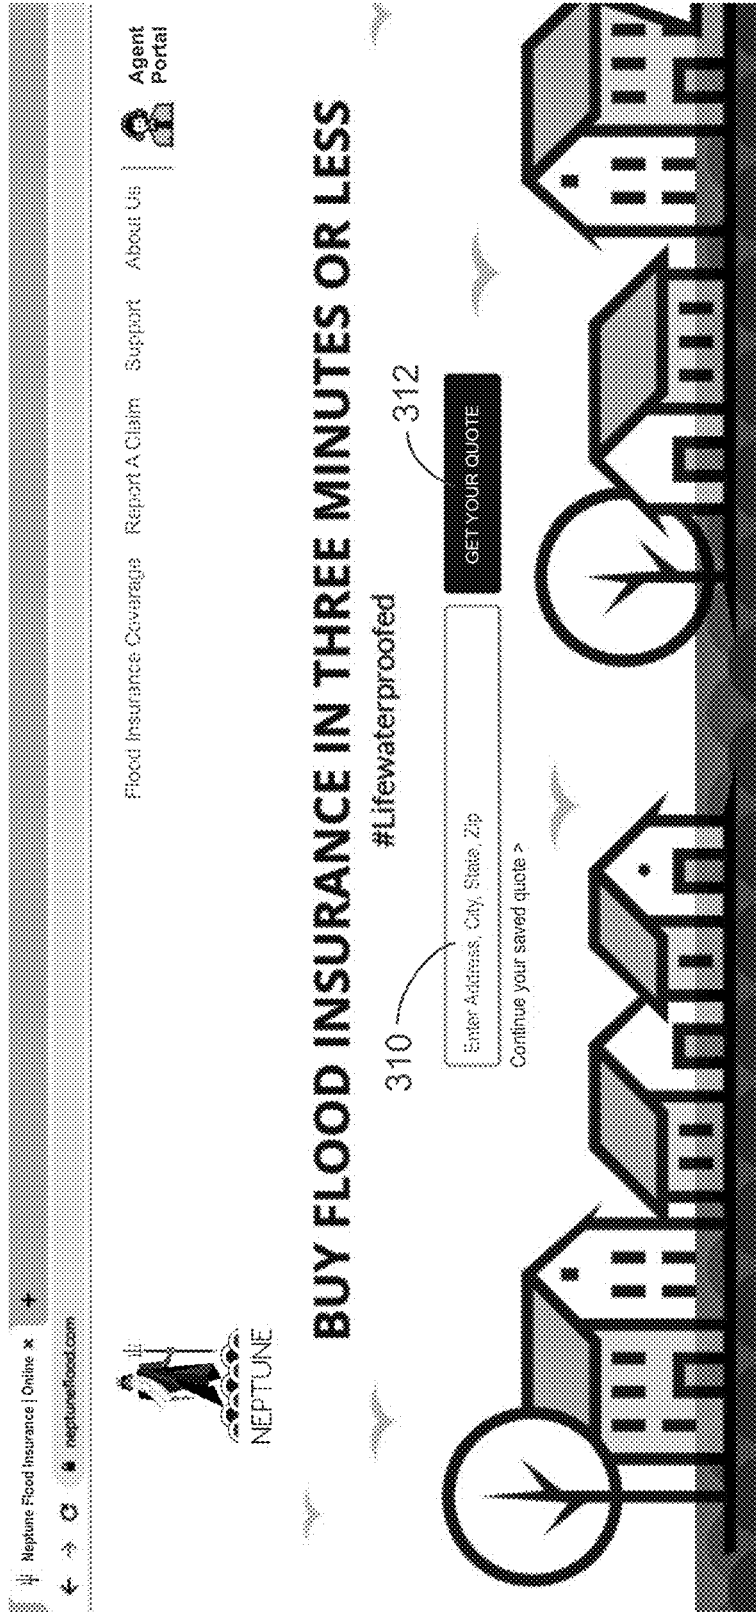 Neptune Flood Insurance | Online × +
neptuneflood.com
NEPTUNE
Flood Insurance Coverage Report A Claim Support About Us
Agent
Portal
BUY FLOOD INSURANCE IN THREE MINUTES OR LESS
#Lifewaterproofed
310
312
Enter Address, City, State, Zip
GET YOUR QUOTE
Continue your saved quote >